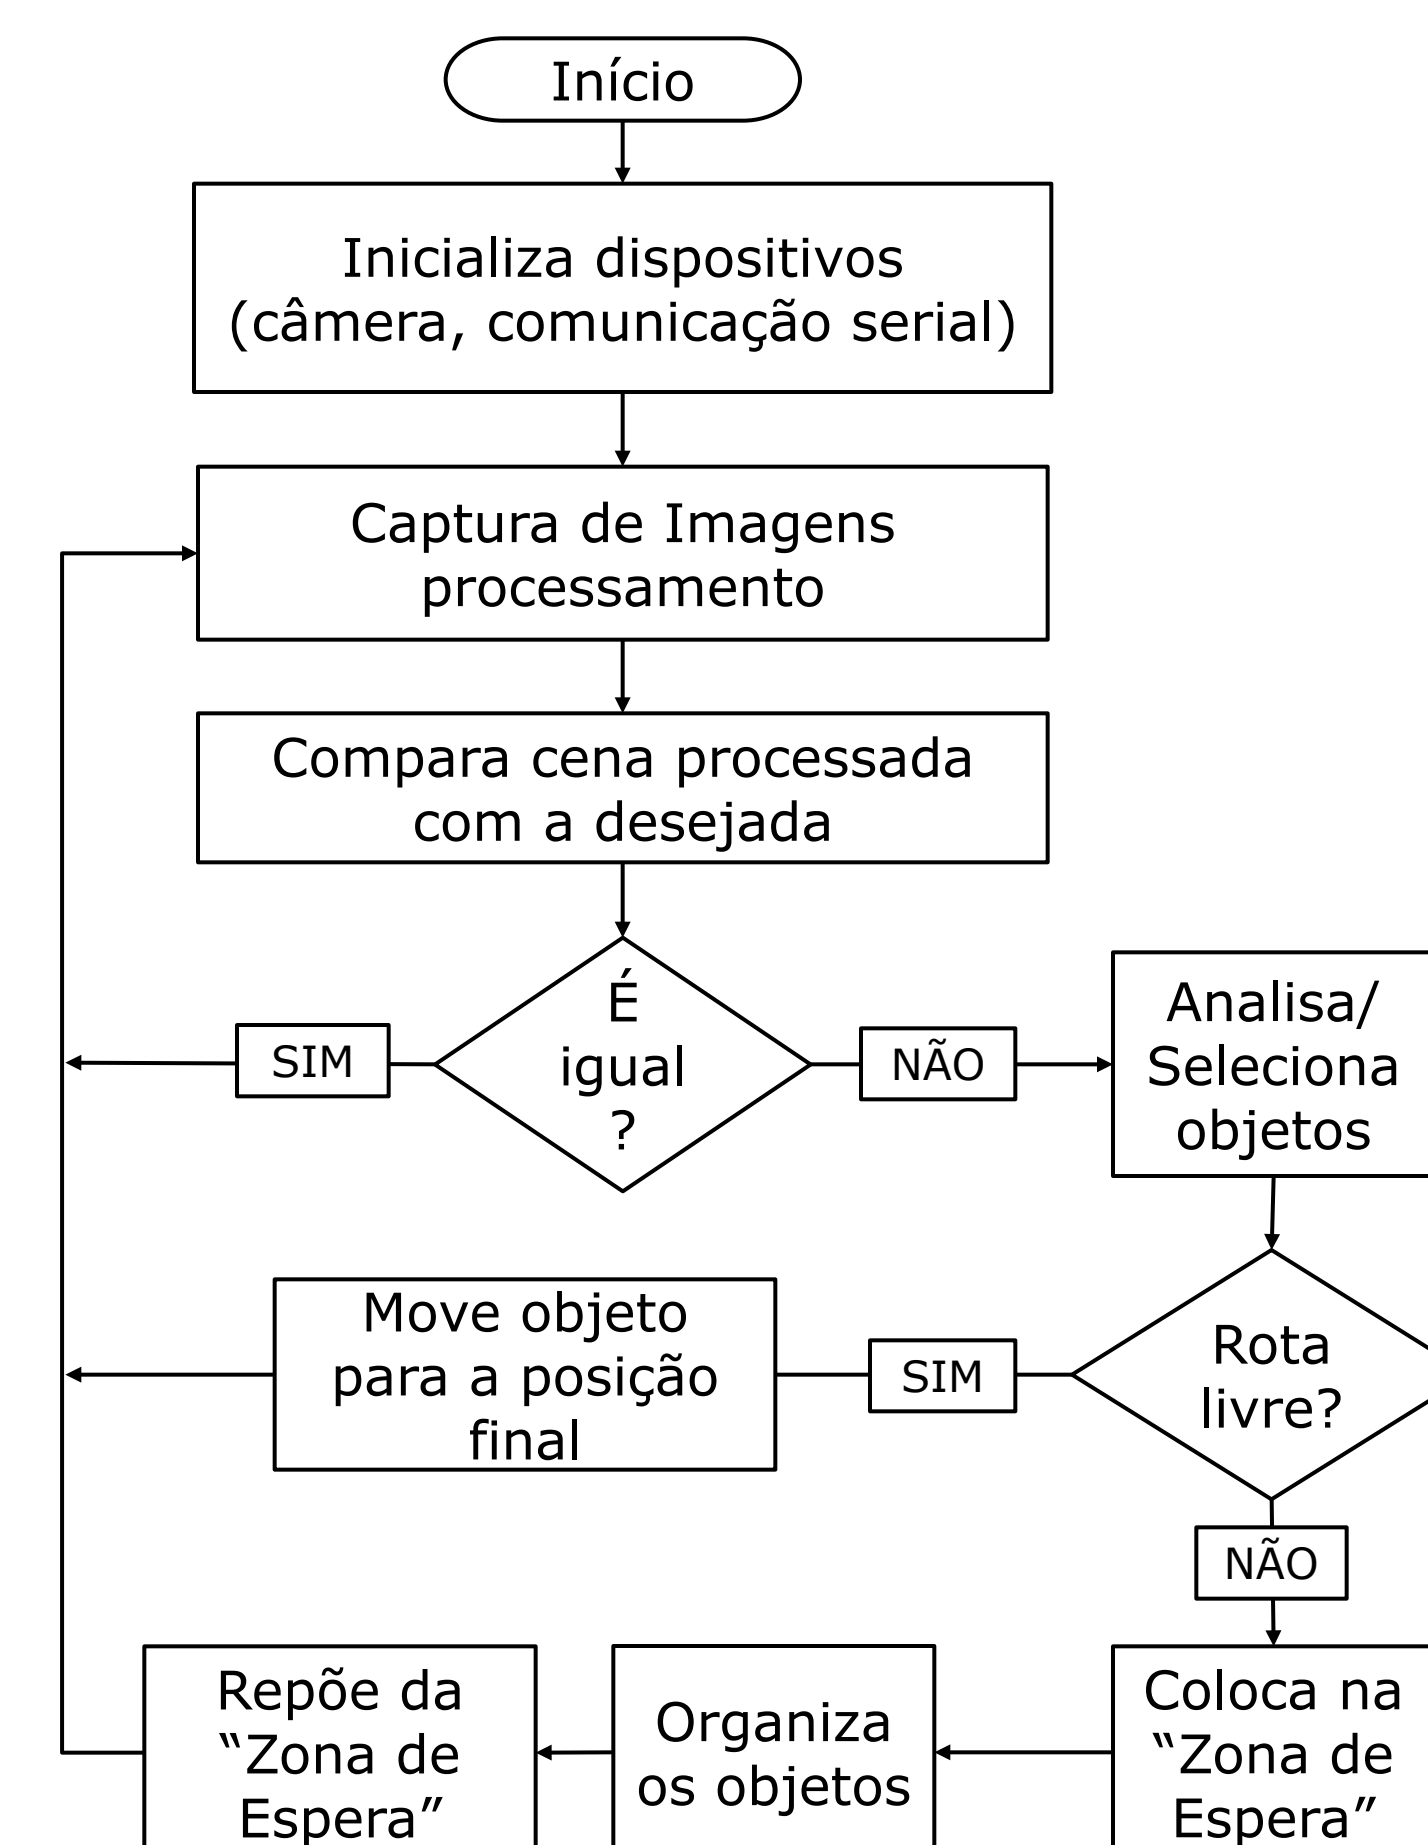 Início
Inicializa dispositivos
(câmera, comunicação serial)
Captura de Imagens
processamento
Compara cena processada
com a desejada
É
igual
?
SIM
NÃO
Analisa/
Seleciona
objetos
Rota
livre?
SIM
Move objeto
para a posição
final
NÃO
Coloca na
“Zona de
Espera”
Organiza
os objetos
Repõe da
“Zona de
Espera”